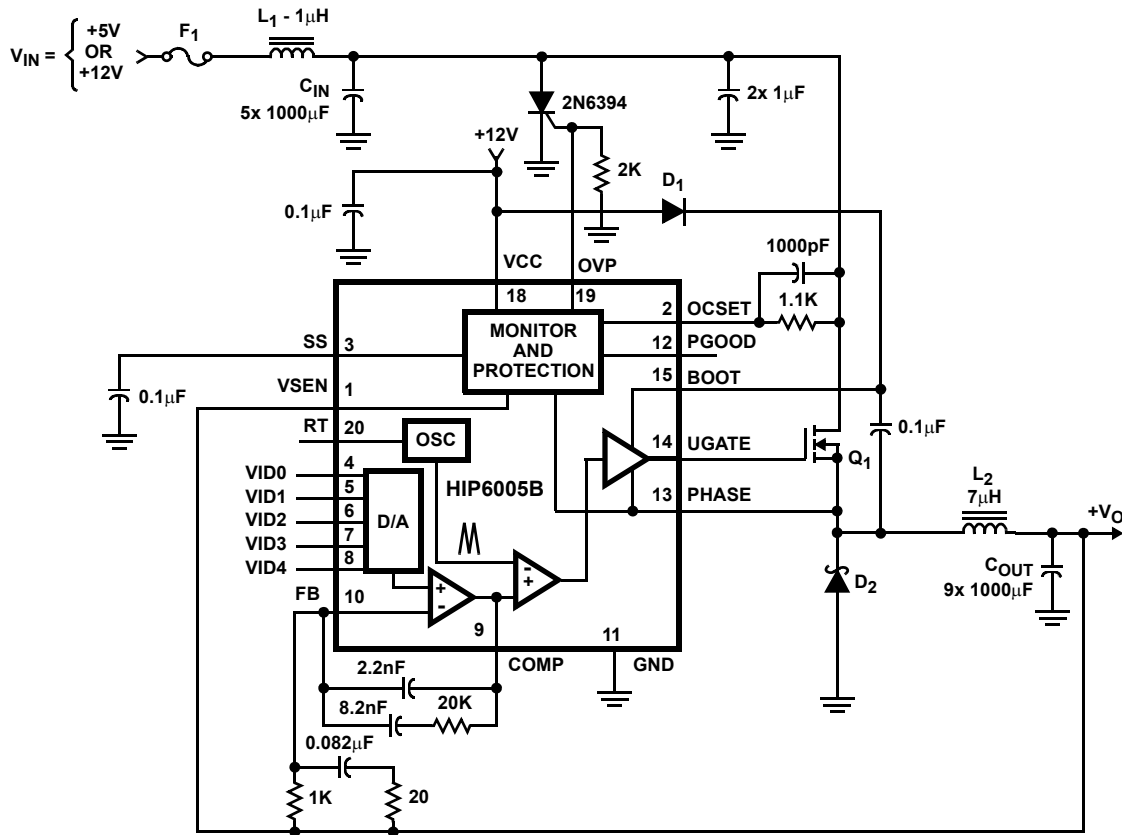 V_IN = { +5V
OR
+12V
F1
L1 - 1μH
C_IN
5x 1000μF
2N6394
2x 1μF
+12V
2K
D1
0.1μF
1000pF
VCC
OVP
18
19
1.1K
2
OCSET
MONITOR
AND
PROTECTION
12
PGOOD
SS
3
15
BOOT
0.1μF
VSEN
1
0.1μF
RT
20
OSC
14
UGATE
Q1
VID0
4
HIP6005B
13
PHASE
L2
7μH
VID1
5
VID2
6
D/A
+VO
VID3
7
VID4
8
+
-
-
+
D2
C_OUT
9x 1000μF
FB
10
9
11
COMP
GND
2.2nF
8.2nF
20K
0.082μF
1K
20